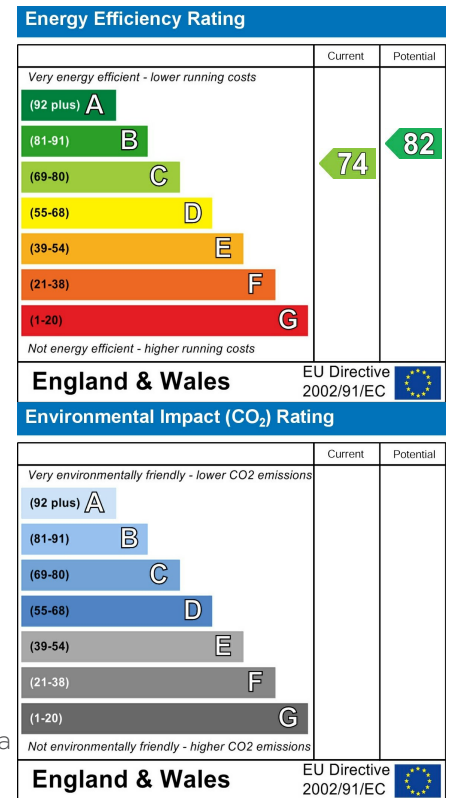 Energy Efficiency Rating
Current Potential
Very energy efficient - lower running costs
(92 plus) A
(81-91) B
(69-80) C
(55-68) D
(39-54) E
(21-38) F
(1-20) G
74
82
Not energy efficient - higher running costs
England & Wales
EU Directive
2002/91/EC
Environmental Impact (CO₂) Rating
Current Potential
Very environmentally friendly - lower CO2 emissions
(92 plus) A
(81-91) B
(69-80) C
(55-68) D
(39-54) E
(21-38) F
(1-20) G
a
Not environmentally friendly - higher CO2 emissions
England & Wales
EU Directive
2002/91/EC